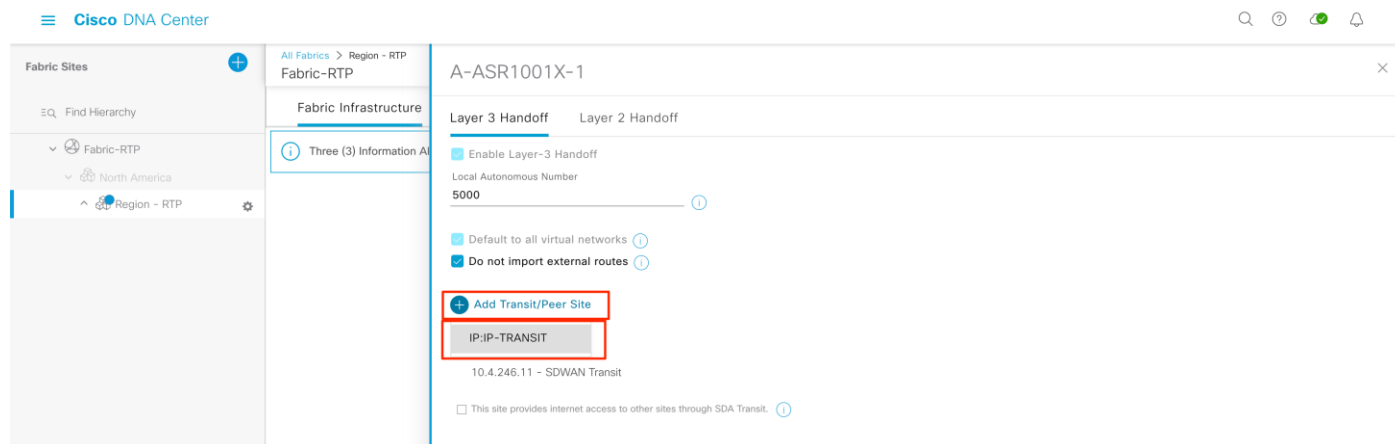 Cisco DNA Center
Fabric Sites
Find Hierarchy
Fabric-RTP
North America
Region - RTP
All Fabrics > Region - RTP
Fabric-RTP
Fabric Infrastructure
Three (3) Information Al
A-ASR1001X-1
Layer 3 Handoff Layer 2 Handoff
Enable Layer-3 Handoff
Local Autonomous Number
5000
Default to all virtual networks
Do not import external routes
Add Transit/Peer Site
IP:IP-TRANSIT
10.4.246.11 - SDWAN Transit
This site provides internet access to other sites through SDA Transit.